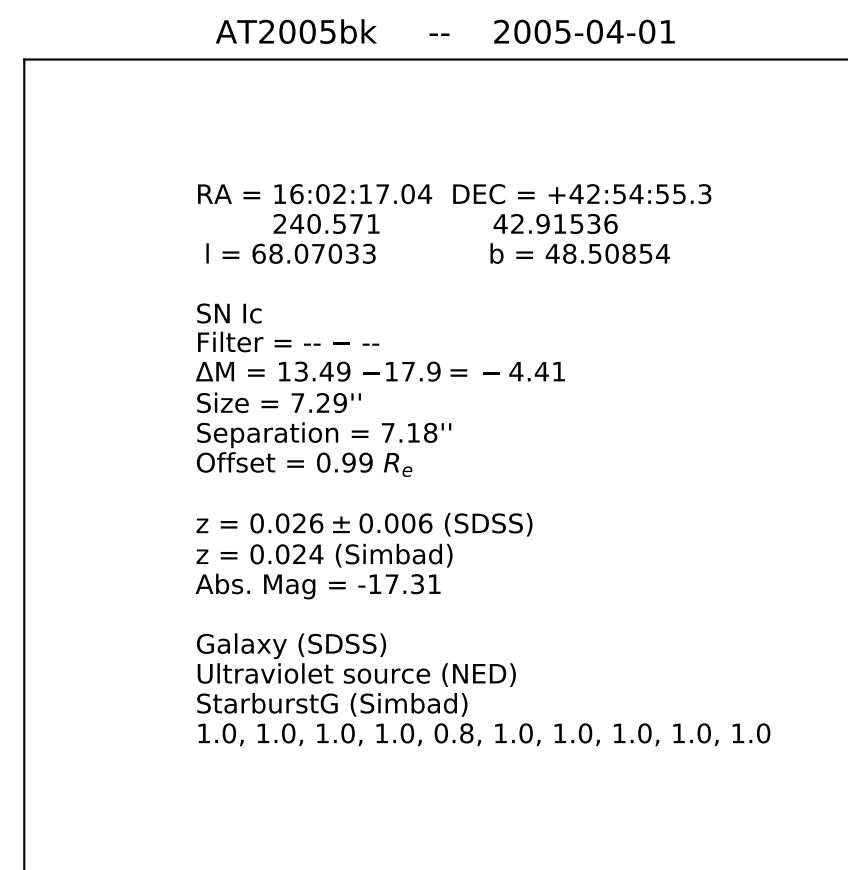 AT2005bk -- 2005-04-01
RA = 16:02:17.04 DEC = +42:54:55.3
240.571 42.91536
l = 68.07033 b = 48.50854
SN Ic
Filter = -- − --
ΔM = 13.49 −17.9 = − 4.41
Size = 7.29''
Separation = 7.18''
Offset = 0.99 Rₑ
z = 0.026 ± 0.006 (SDSS)
z = 0.024 (Simbad)
Abs. Mag = -17.31
Galaxy (SDSS)
Ultraviolet source (NED)
StarburstG (Simbad)
1.0, 1.0, 1.0, 1.0, 0.8, 1.0, 1.0, 1.0, 1.0, 1.0